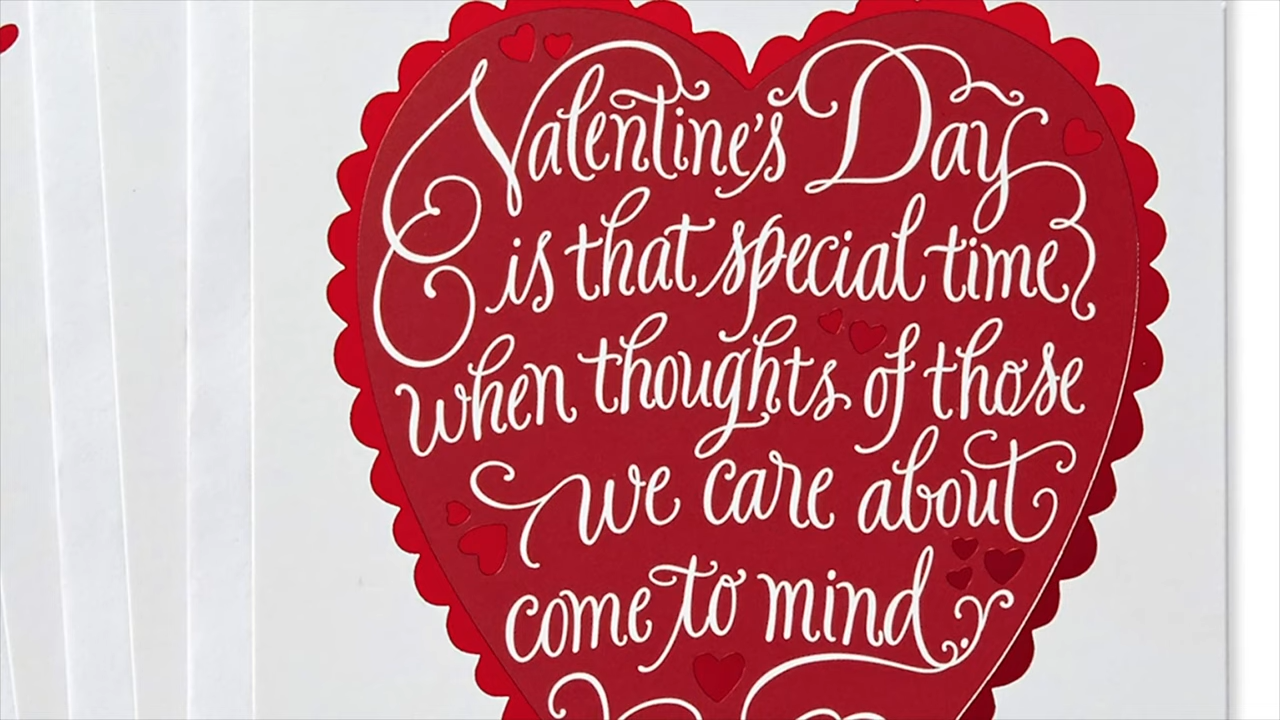 Valentine's Day
is that special time
when thoughts of those
we care about
come to mind.